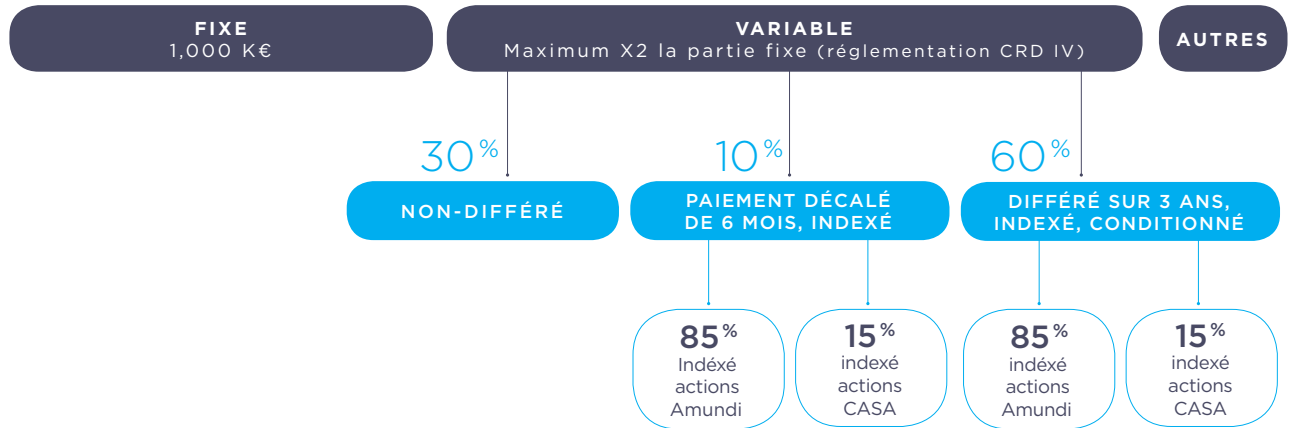 FIXE
1,000 K€
VARIABLE
Maximum X2 la partie fixe (réglementation CRD IV)
AUTRES
30%
NON-DIFFÉRÉ
10%
PAIEMENT DÉCALÉ
DE 6 MOIS, INDEXÉ
60%
DIFFÉRÉ SUR 3 ANS,
INDEXÉ, CONDITIONNÉ
85%
Indéxé
actions
Amundi
15%
indexé
actions
CASA
85%
indéxé
actions
Amundi
15%
indexé
actions
CASA